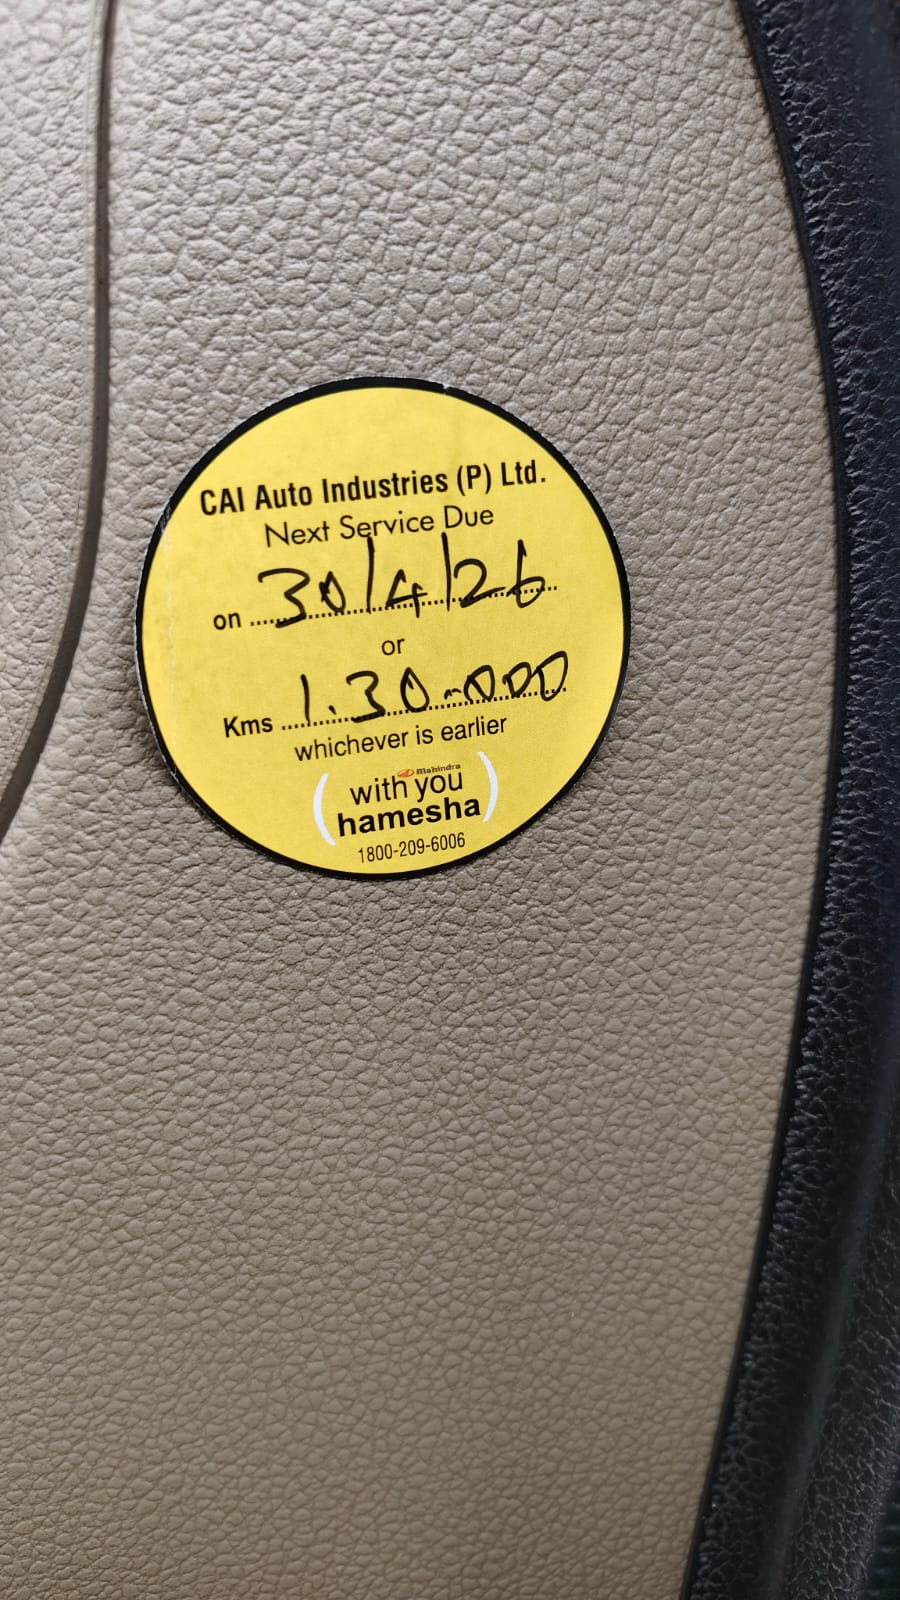 CAI Auto Industries (P) Ltd.
Next Service Due
on 30/4/26
or
Kms 1.30-000
whichever is earlier
Mahindra
with you
hamesha
1800-209-6006